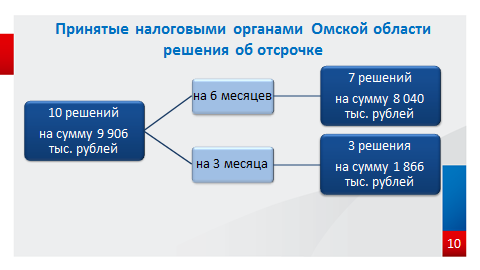 Принятые налоговыми органами Омской области
решения об отсрочке
10 решений
на сумму 9 906
тыс. рублей
на 6 месяцев
7 решений
на сумму 8 040
тыс. рублей
на 3 месяца
3 решения
на сумму 1 866
тыс. рублей
10